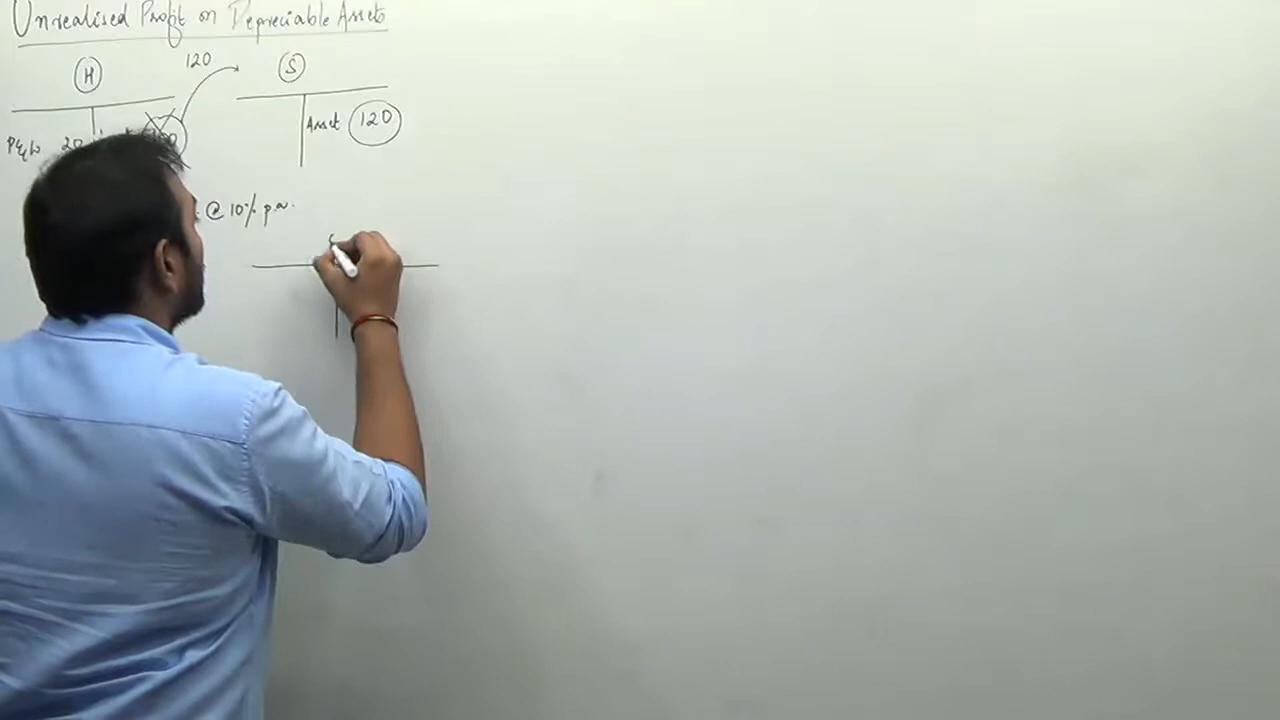 Unrealised Profit on Depreciable Assets
120
H S
P&L 20 Asset 120
@ 10% p.a.